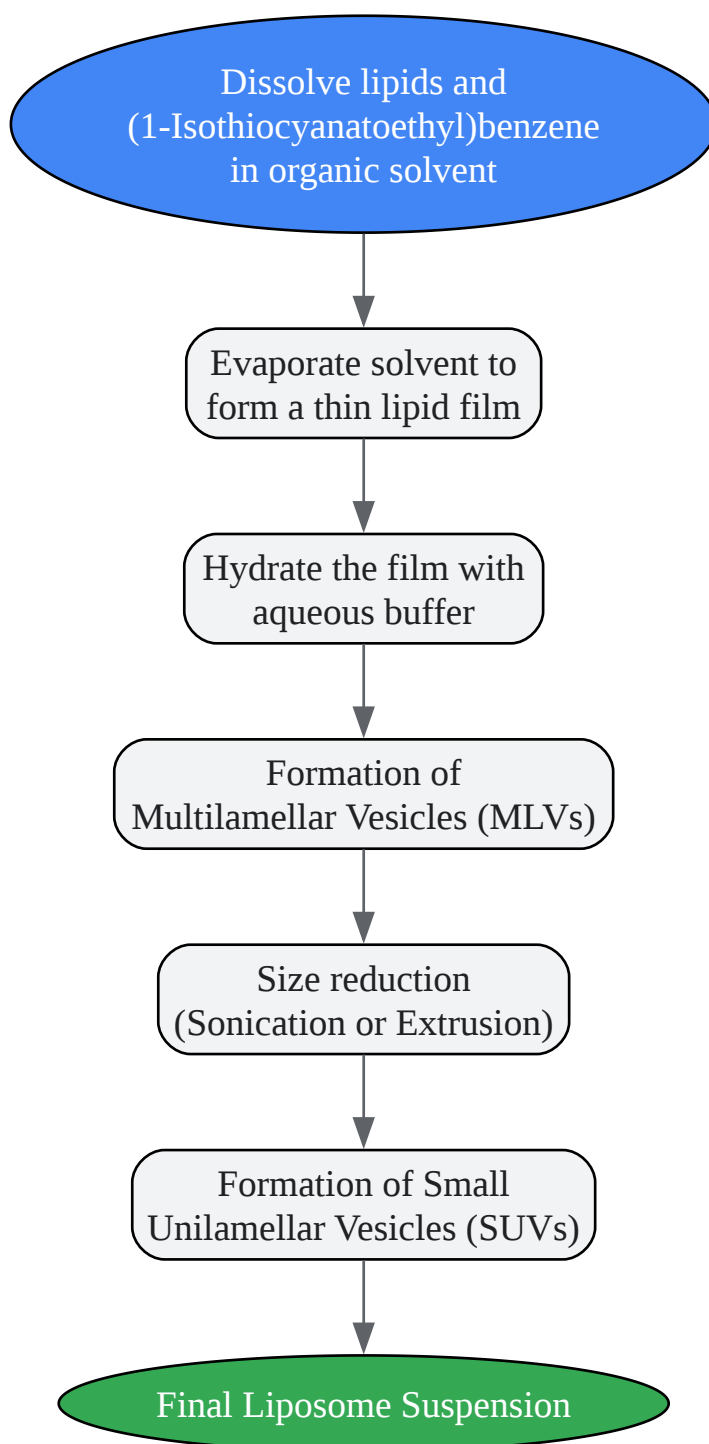 Dissolve lipids and
(1-Isothiocyanatoethyl)benzene
in organic solvent
Evaporate solvent to
form a thin lipid film
Hydrate the film with
aqueous buffer
Formation of
Multilamellar Vesicles (MLVs)
Size reduction
(Sonication or Extrusion)
Formation of Small
Unilamellar Vesicles (SUVs)
Final Liposome Suspension